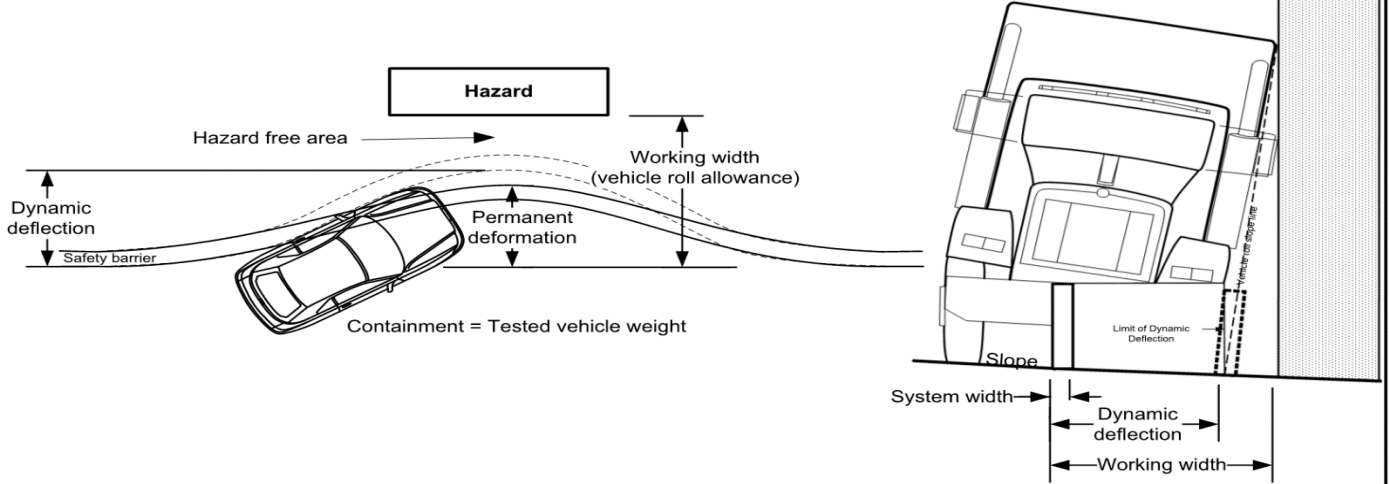 Hazard
Hazard free area
Working width
(vehicle roll allowance)
Dynamic
deflection
Permanent
deformation
Safety barrier
Containment = Tested vehicle weight
Vehicle roll slope line
Limit of Dynamic
Deflection
Slope
System width
Dynamic
deflection
Working width